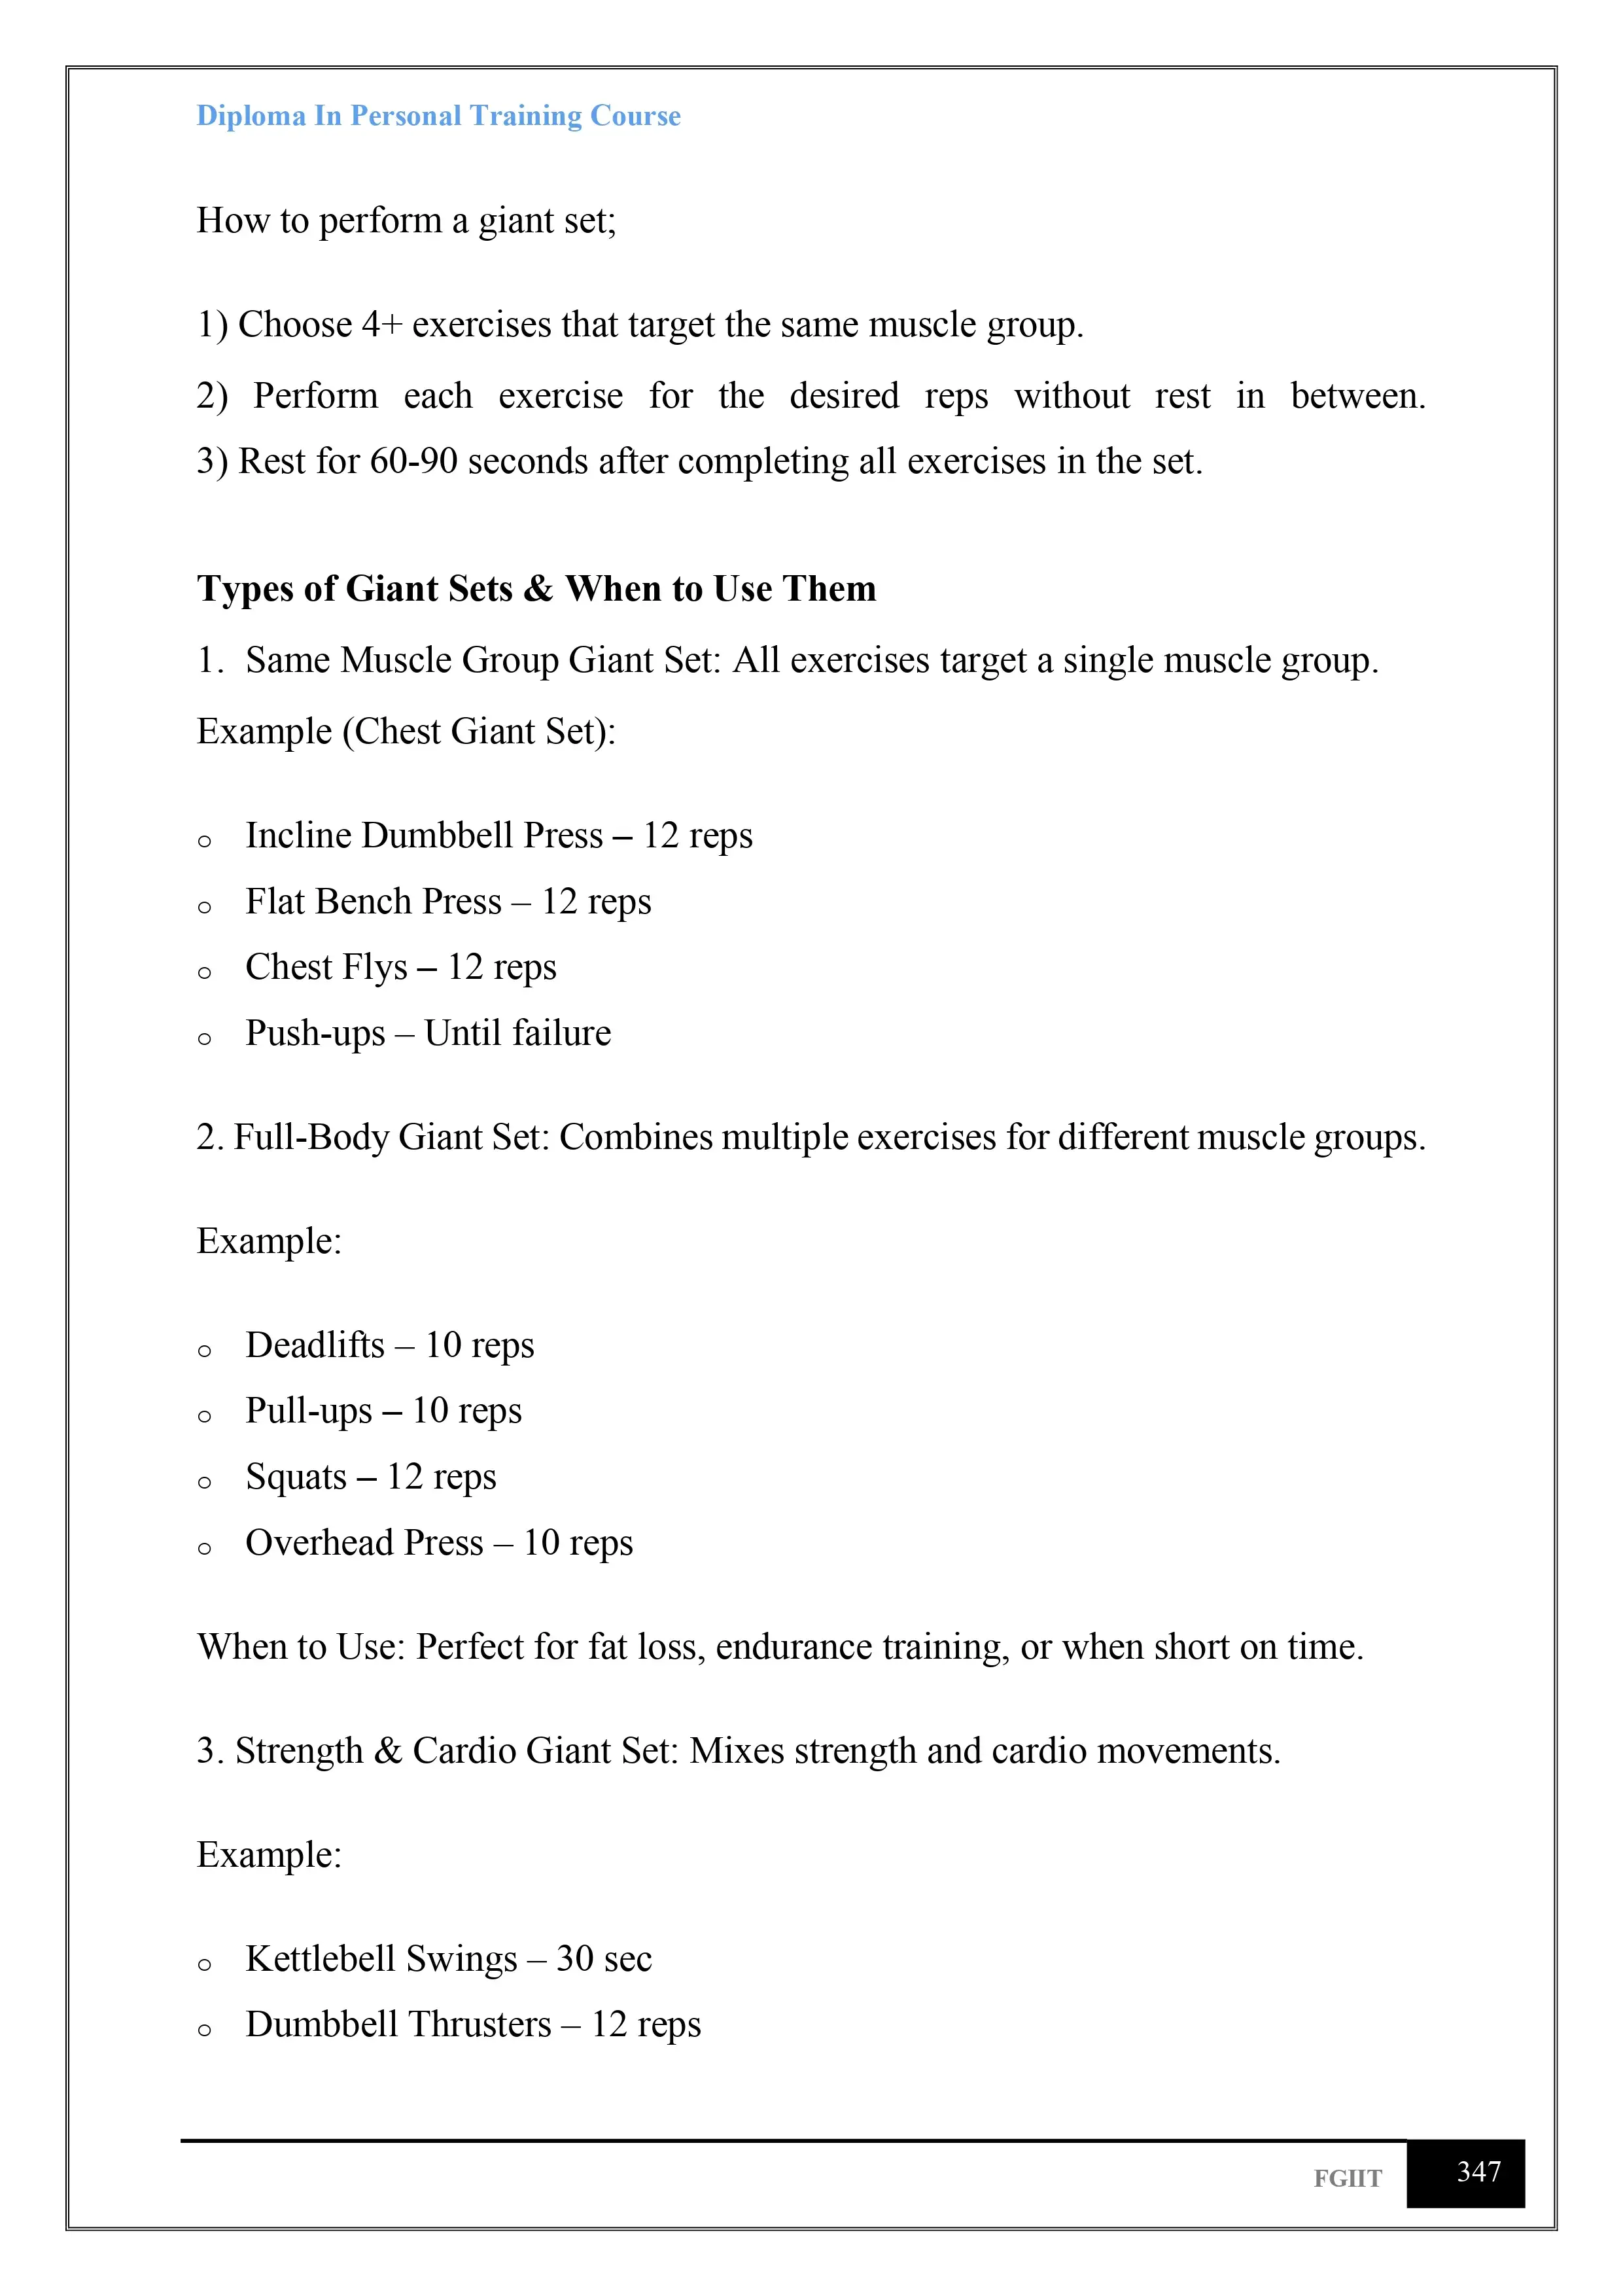 Diploma In Personal Training Course
How to perform a giant set;
1) Choose 4+ exercises that target the same muscle group.
2) Perform each exercise for the desired reps without rest in between.
3) Rest for 60-90 seconds after completing all exercises in the set.
Types of Giant Sets & When to Use Them
1. Same Muscle Group Giant Set: All exercises target a single muscle group.
Example (Chest Giant Set):
o Incline Dumbbell Press – 12 reps
o Flat Bench Press – 12 reps
o Chest Flys – 12 reps
o Push-ups – Until failure
2. Full-Body Giant Set: Combines multiple exercises for different muscle groups.
Example:
o Deadlifts – 10 reps
o Pull-ups – 10 reps
o Squats – 12 reps
o Overhead Press – 10 reps
When to Use: Perfect for fat loss, endurance training, or when short on time.
3. Strength & Cardio Giant Set: Mixes strength and cardio movements.
Example:
o Kettlebell Swings – 30 sec
o Dumbbell Thrusters – 12 reps
FGIIT 347